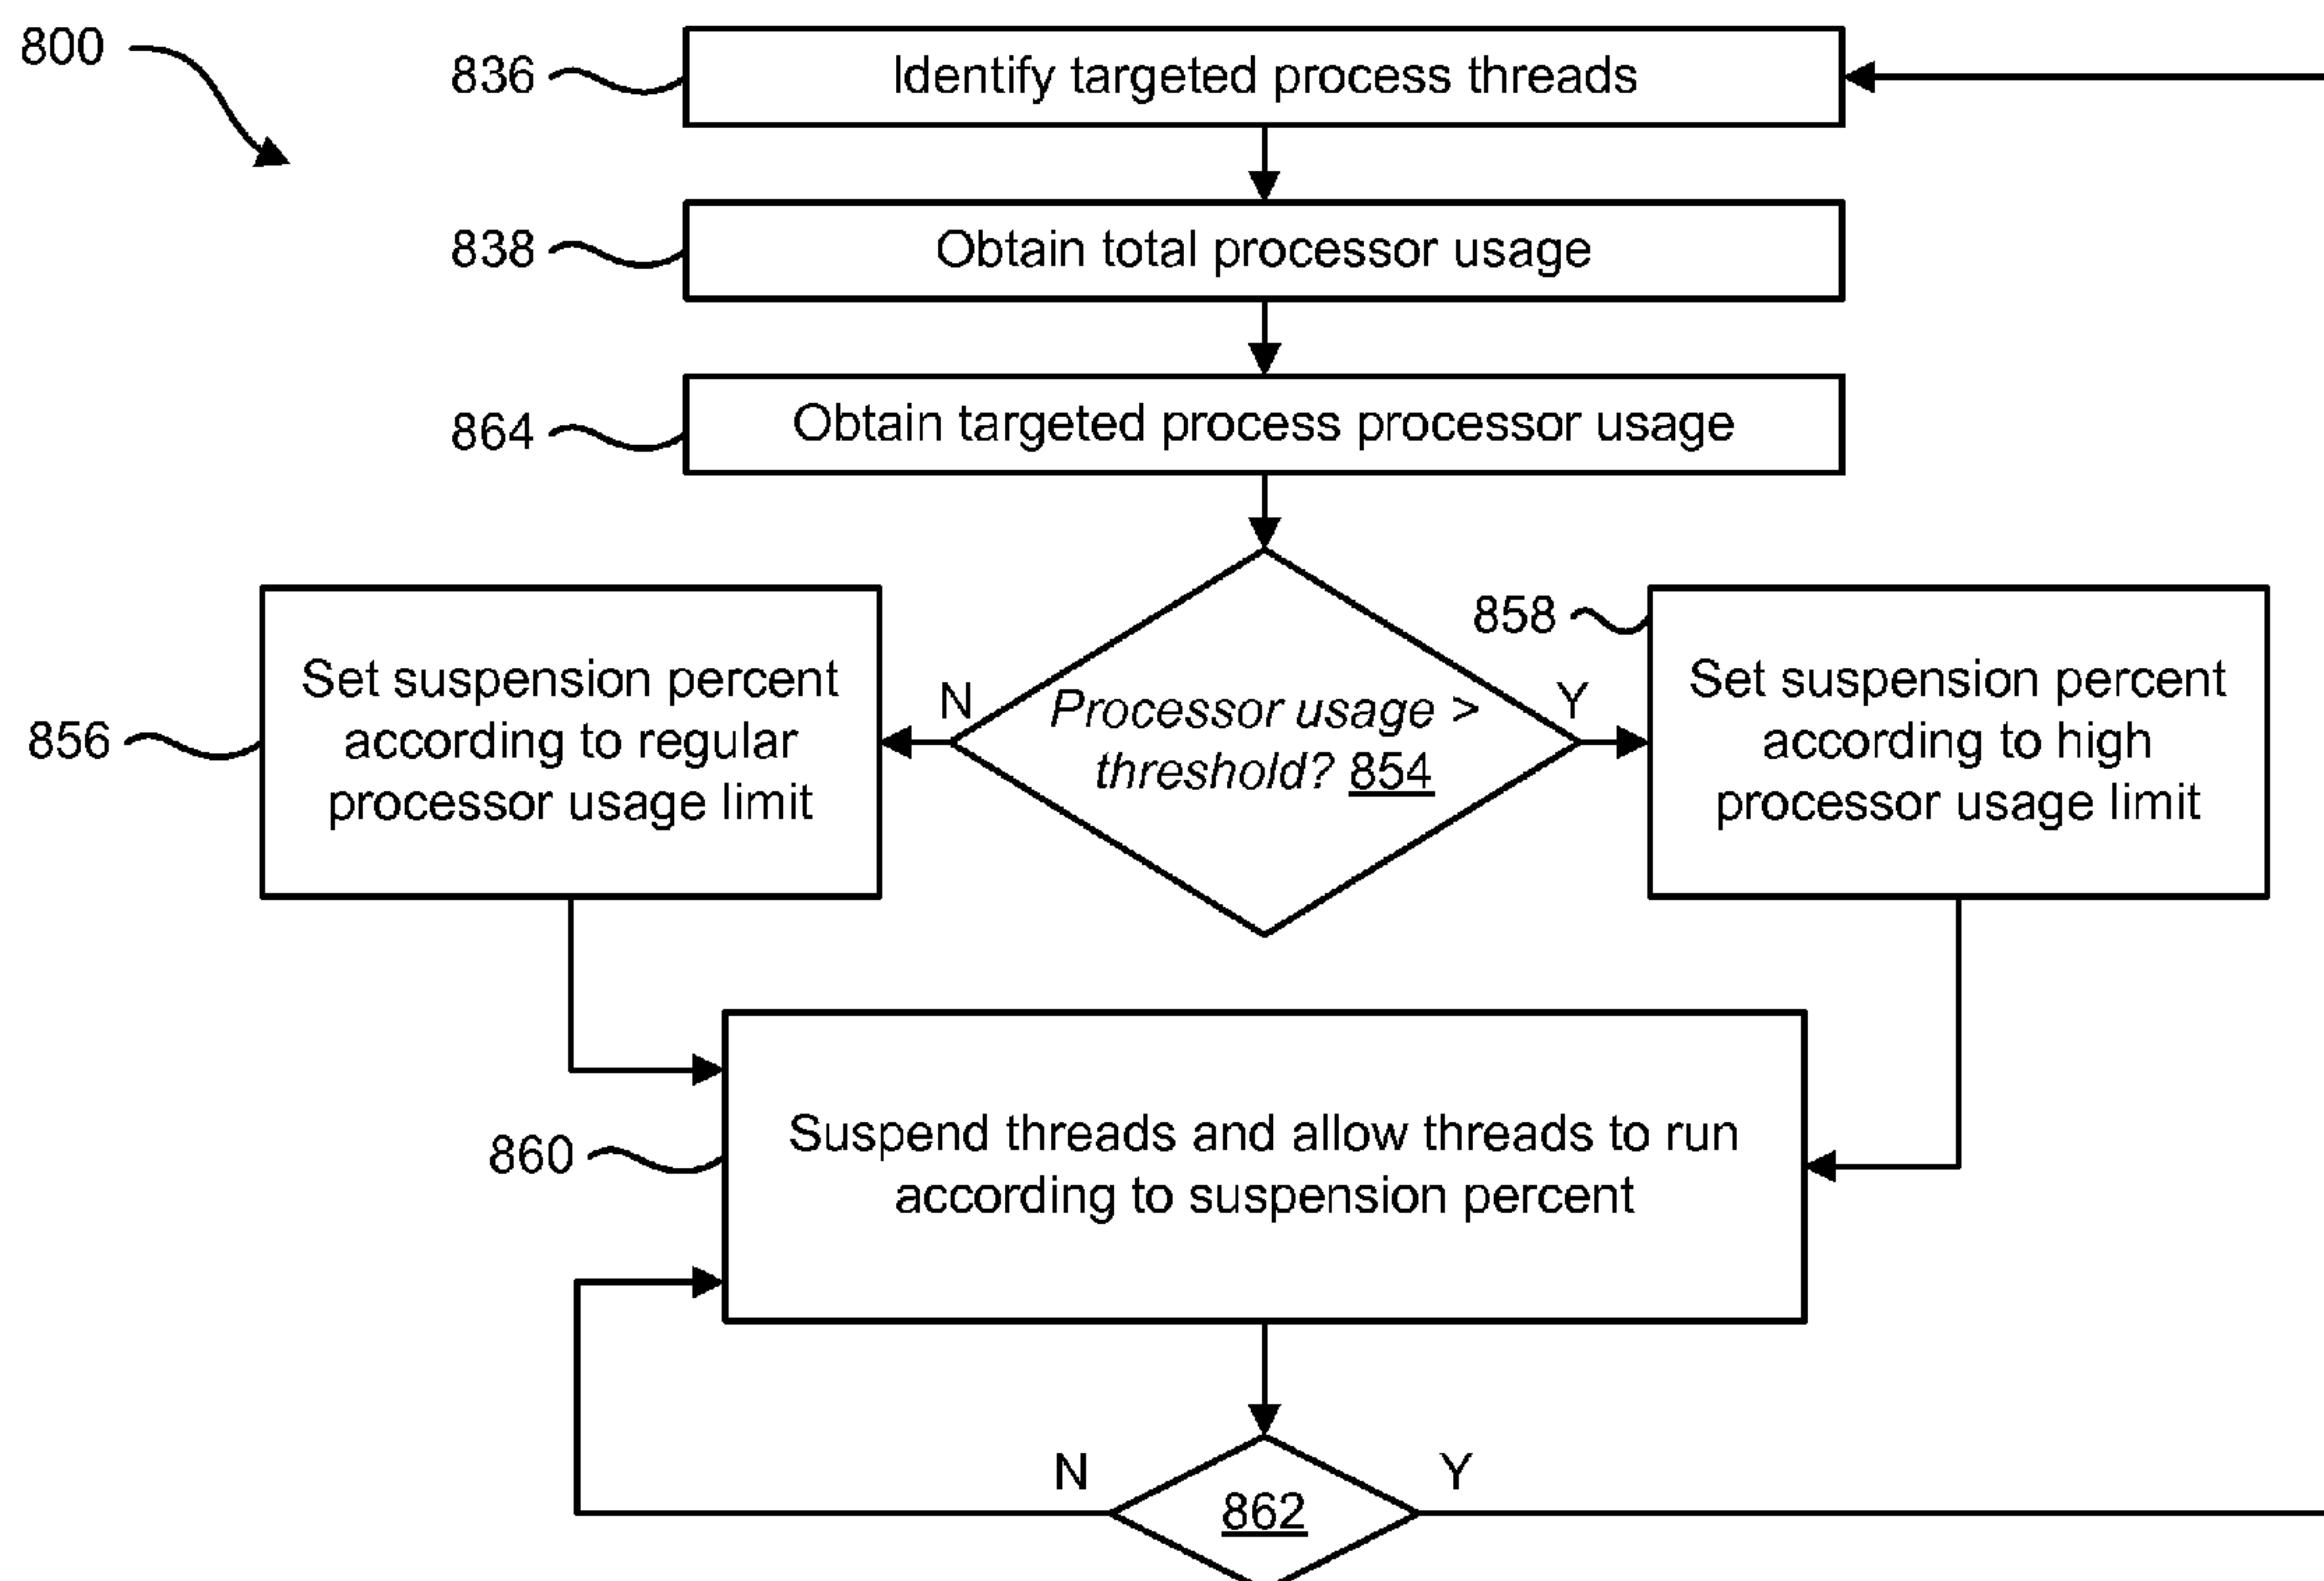 800
836
Identify targeted process threads
838
Obtain total processor usage
864
Obtain targeted process processor usage
856
Set suspension percent
according to regular
processor usage limit
N
Processor usage >
threshold? 854
Y
858
Set suspension percent
according to high
processor usage limit
860
Suspend threads and allow threads to run
according to suspension percent
N
862
Y